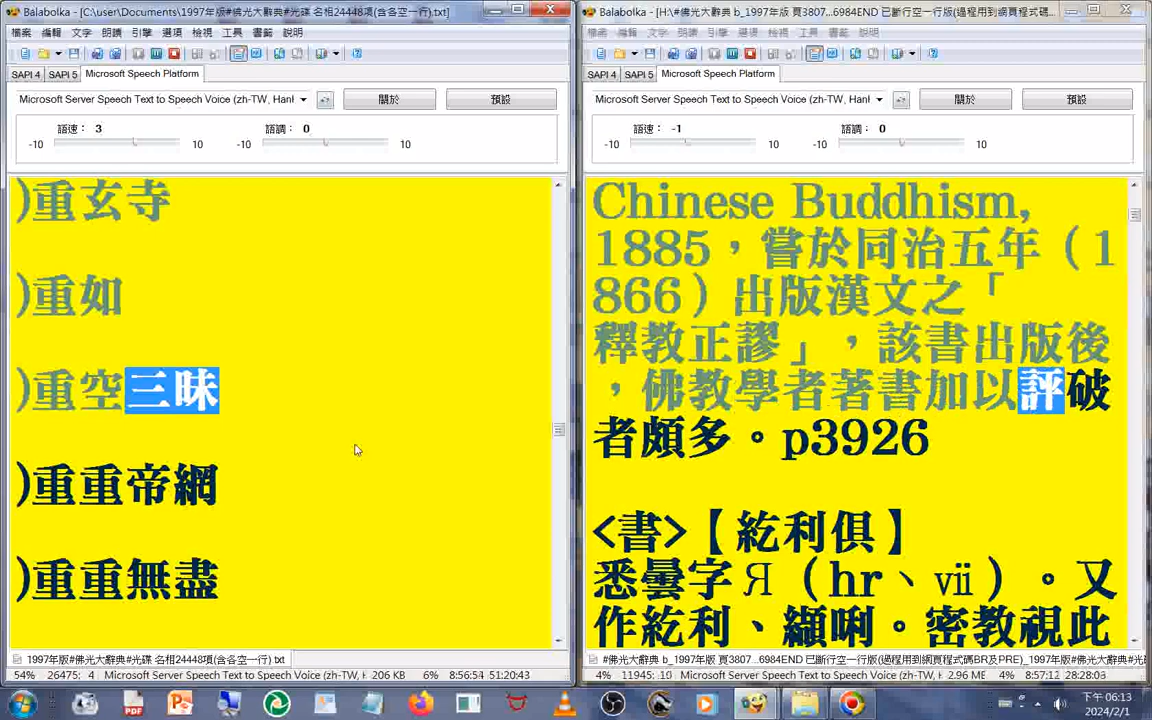 Balabolka - [C:\user\Documents\1997年版#佛光大辭典#光碟 名相24448項(含各空一行).txt]
檔案 編輯 文字 朗讀 引擎 選項 檢視 工具 書籤 說明
SAPI 4 SAPI 5 Microsoft Speech Platform
Microsoft Server Speech Text to Speech Voice (zh-TW, Hanl
關於
預設
語速： 3
語調： 0
-10 10 -10 10
)重玄寺
)重如
)重空三昧
)重重帝網
)重重無盡
1997年版#佛光大辭典#光碟 名相24448項(含各空一行).txt
54% 26475: 4 Microsoft Server Speech Text to Speech Voice (zh-TW, H 206 KB 6% 8:56:54 51:20:43
Balabolka - [H:\#佛光大辭典 b_1997年版 頁3807...6984END 已斷行空一行版(過程用到網頁程式碼...
檔案 編輯 文字 朗讀 引擎 選項 檢視 工具 書籤 說明
SAPI 4 SAPI 5 Microsoft Speech Platform
Microsoft Server Speech Text to Speech Voice (zh-TW, Hanl
關於
預設
語速： -1
語調： 0
-10 10 -10 10
Chinese Buddhism,
1885，嘗於同治五年（1
866）出版漢文之「
釋教正謬」，該書出版後
，佛教學者著書加以評破
者頗多。p3926
<書>【紇利俱】
悉曇字Я（hr、ⅶ）。又
作紇利、纈唎。密教視此
#佛光大辭典 b_1997年版 頁3807...6984END 已斷行空一行版(過程用到網頁程式碼BR及PRE)_1997年版#佛光
4% 11945: 10 Microsoft Server Speech Text to Speech Voice (zh-TW, H 2.96 ME 4% 8:57:12 28:28:03
下午 06:13
2024/2/1